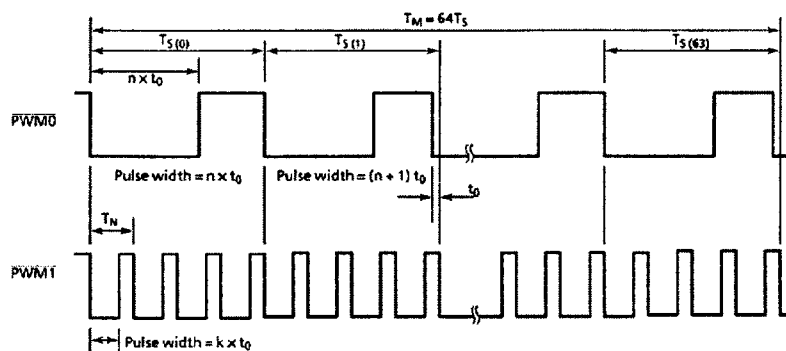 T_M = 64T_S
T_S(0)
T_S(1)
T_S(63)
n × t_0
PWM0
Pulse width = n × t_0
Pulse width = (n + 1) t_0
t_0
T_N
PWM1
Pulse width = k × t_0